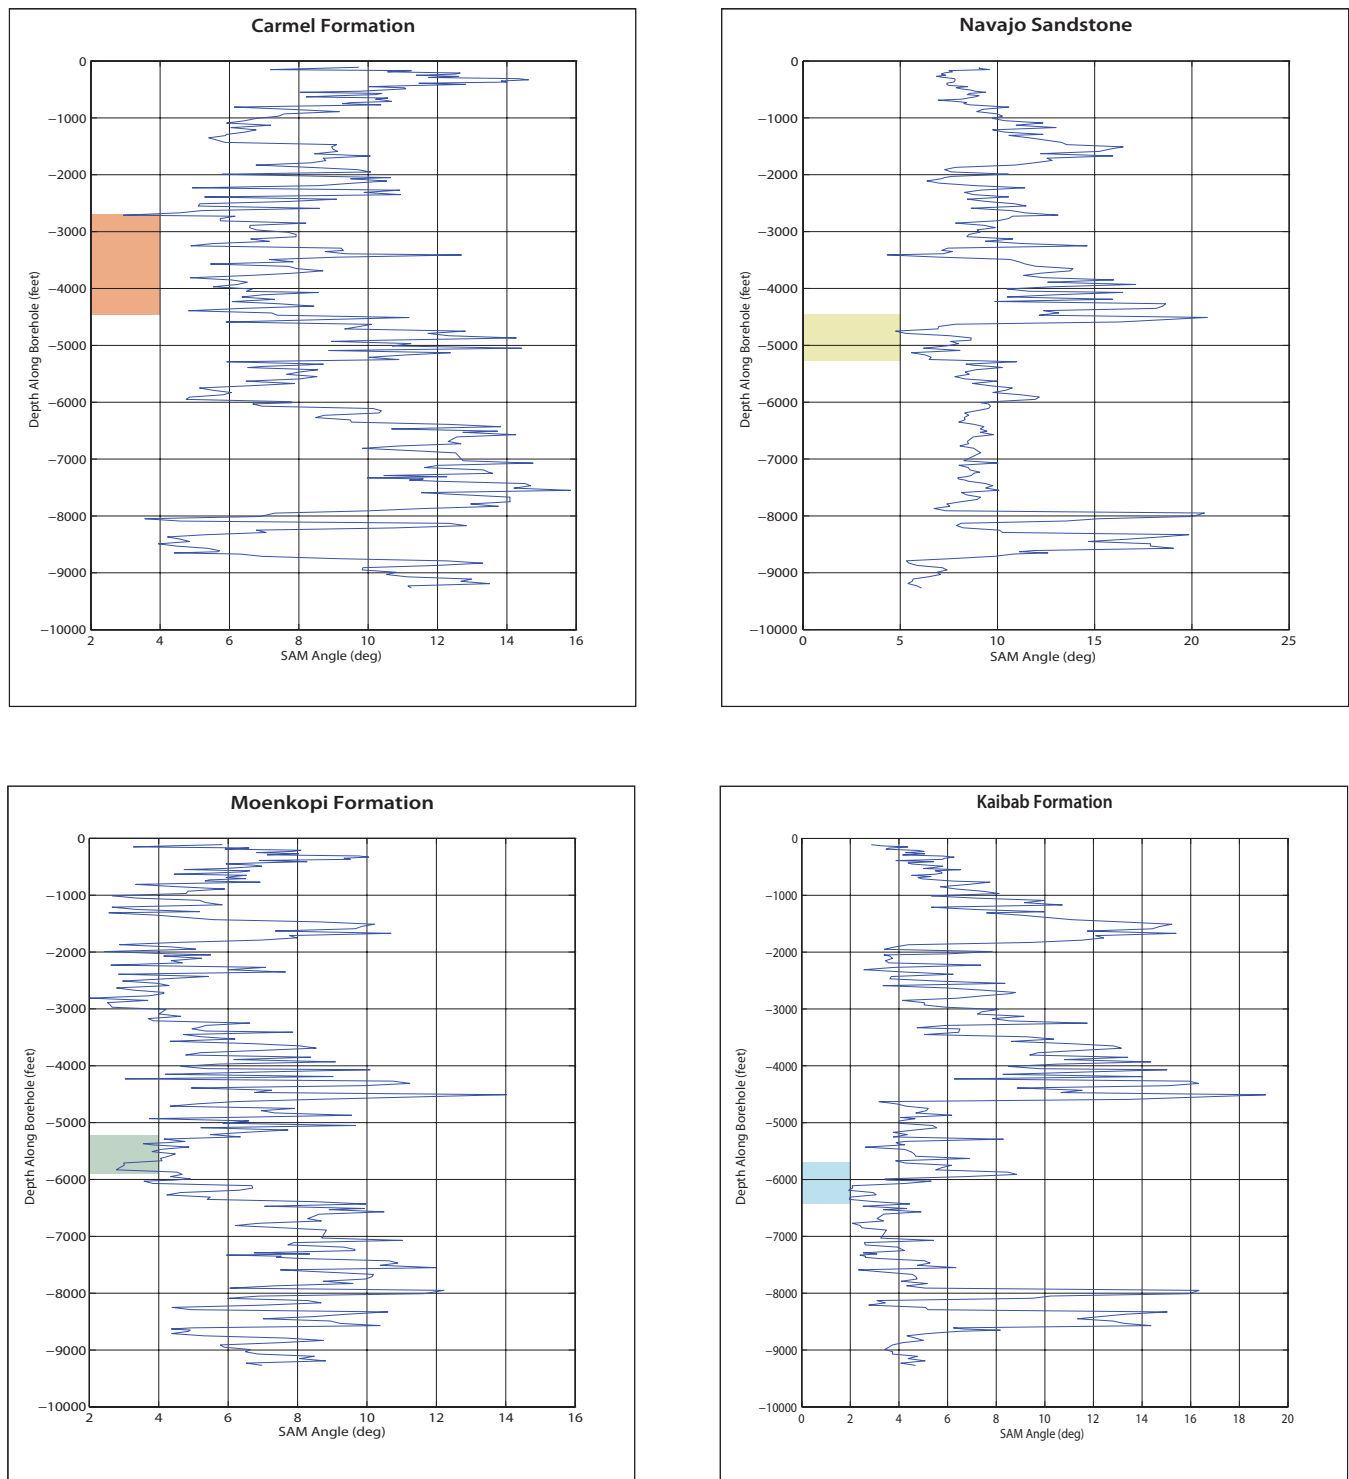 Carmel Formation
0
−1000
−2000
−3000
−4000
−5000
−6000
−7000
−8000
−9000
−10000
Depth Along Borehole (feet)
2 4 6 8 10 12 14 16
SAM Angle (deg)
Navajo Sandstone
0
−1000
−2000
−3000
−4000
−5000
−6000
−7000
−8000
−9000
−10000
Depth Along Borehole (feet)
0 5 10 15 20 25
SAM Angle (deg)
Moenkopi Formation
0
−1000
−2000
−3000
−4000
−5000
−6000
−7000
−8000
−9000
−10000
Depth Along Borehole (feet)
2 4 6 8 10 12 14 16
SAM Angle (deg)
Kaibab Formation
0
−1000
−2000
−3000
−4000
−5000
−6000
−7000
−8000
−9000
−10000
Depth Along Borehole (feet)
0 2 4 6 8 10 12 14 16 18 20
SAM Angle (deg)